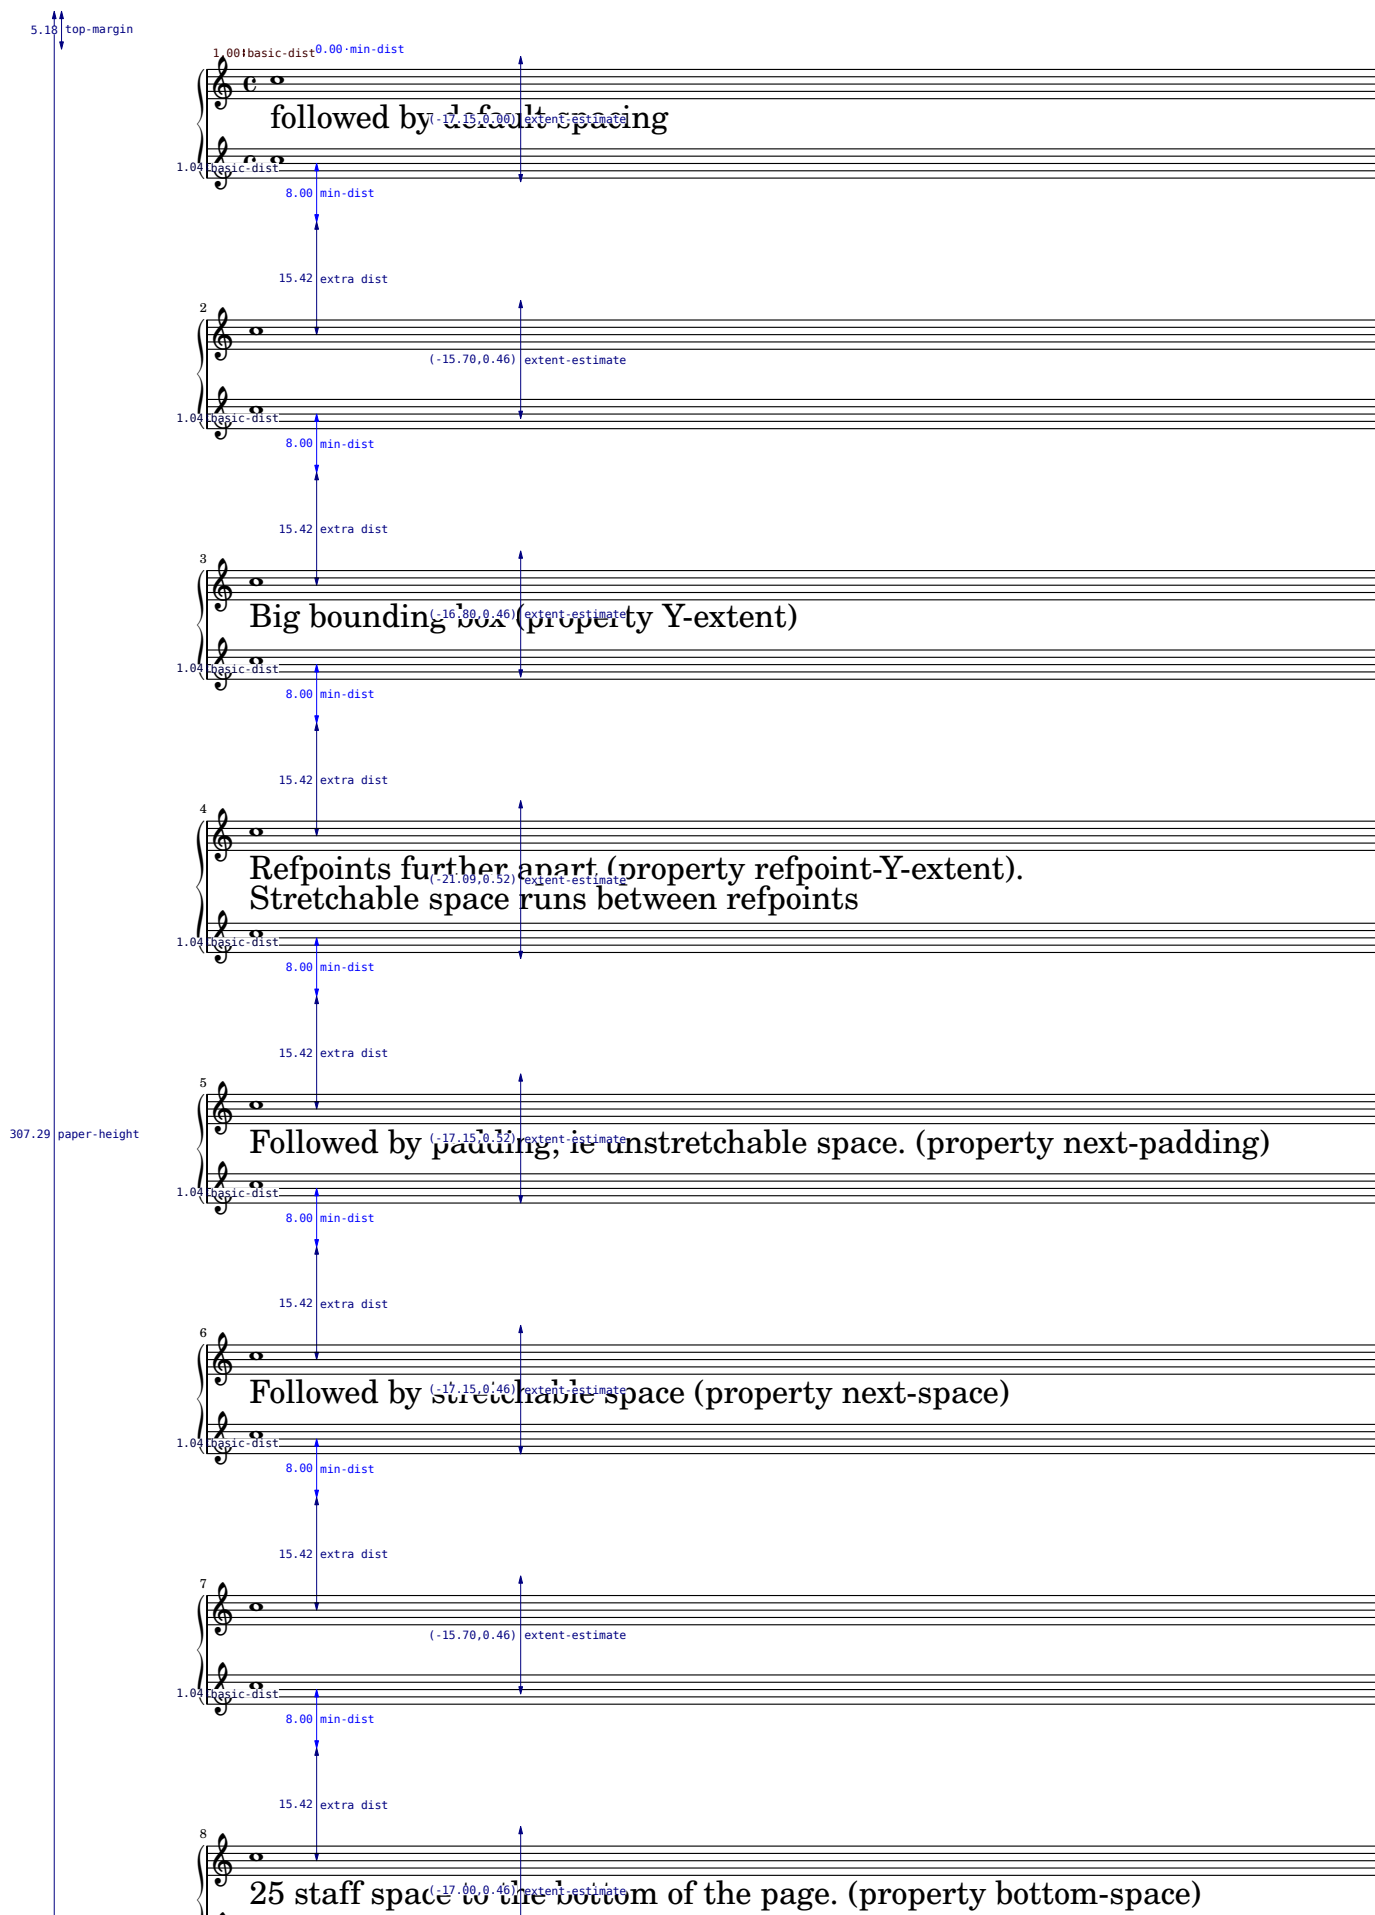 5.18 top-margin
1.00 basic-dist 0.00 min-dist
followed by default spacing
(-17.15,0.00) extent-estimate
1.04 basic-dist
8.00 min-dist
15.42 extra dist
2
(-15.70,0.46) extent-estimate
1.04 basic-dist
8.00 min-dist
15.42 extra dist
3
Big bounding box (property Y-extent)
(-16.80,0.46) extent-estimate
1.04 basic-dist
8.00 min-dist
15.42 extra dist
4
Refpoints further apart (property refpoint-Y-extent).
(-21.09,0.52) extent-estimate
Stretchable space runs between refpoints
1.04 basic-dist
8.00 min-dist
15.42 extra dist
5
307.29 paper-height
Followed by padding, ie unstretchable space. (property next-padding)
(-17.15,0.52) extent-estimate
1.04 basic-dist
8.00 min-dist
15.42 extra dist
6
Followed by stretchable space (property next-space)
(-17.15,0.46) extent-estimate
1.04 basic-dist
8.00 min-dist
15.42 extra dist
7
(-15.70,0.46) extent-estimate
1.04 basic-dist
8.00 min-dist
15.42 extra dist
8
25 staff space to the bottom of the page. (property bottom-space)
(-17.00,0.46) extent-estimate